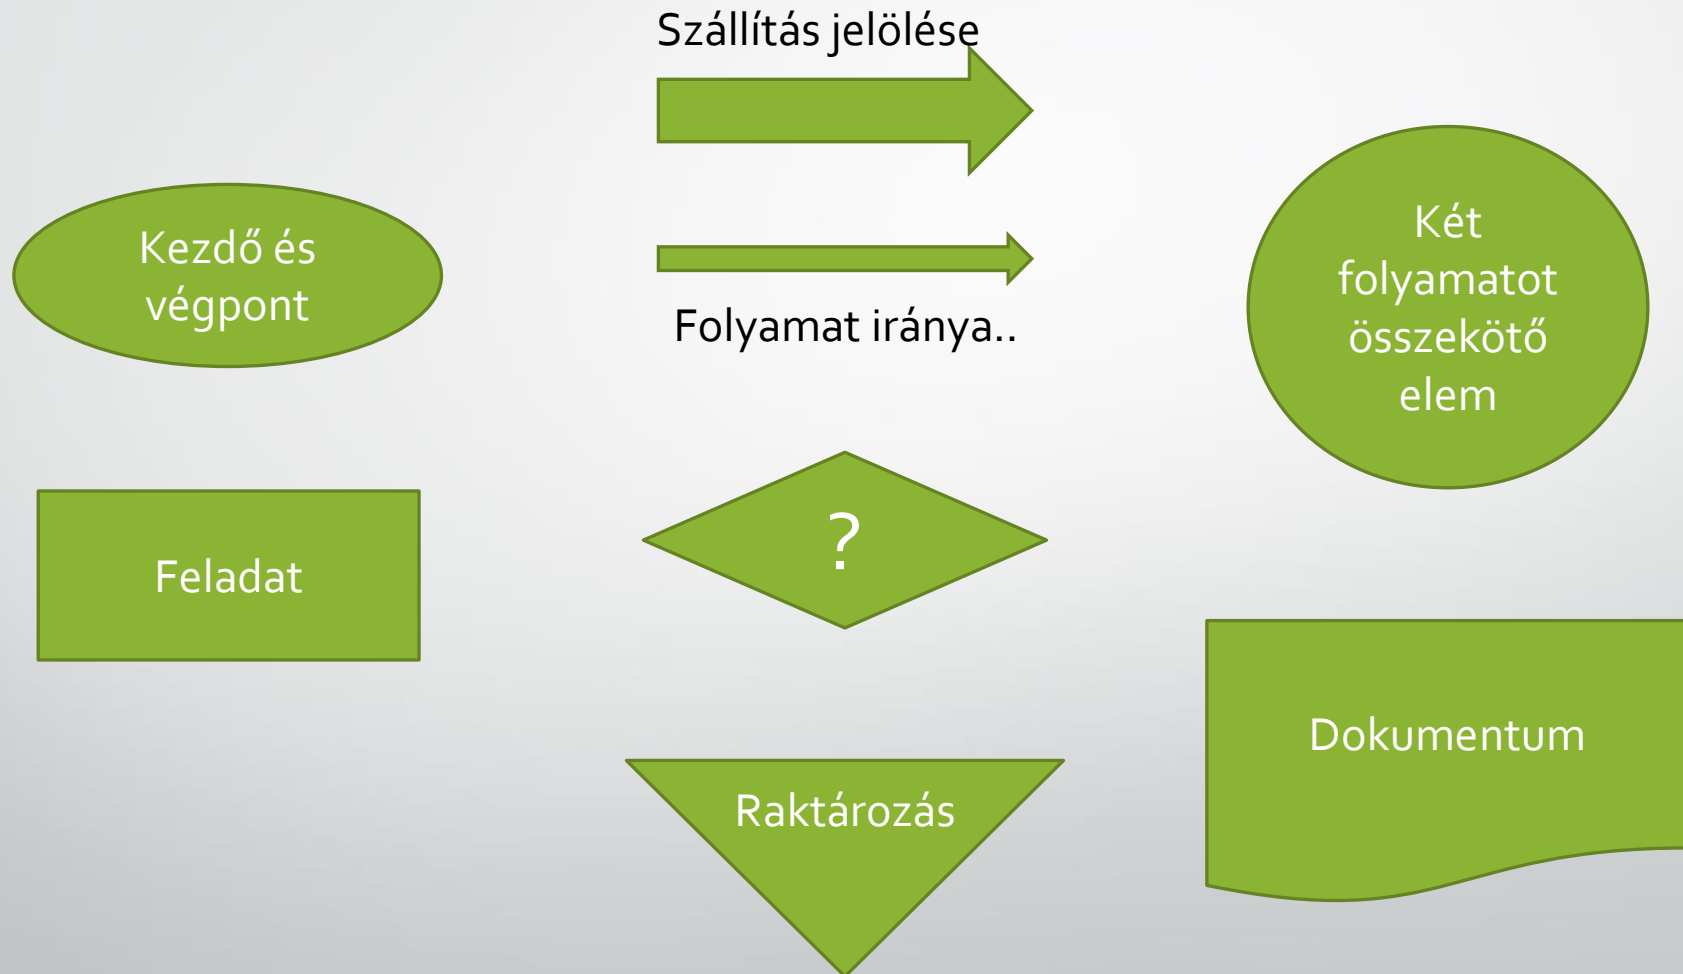 Szállítás jelölése
Kezdő és
végpont
Folyamat iránya..
Két
folyamatot
összekötő
elem
Feladat
?
Dokumentum
Raktározás